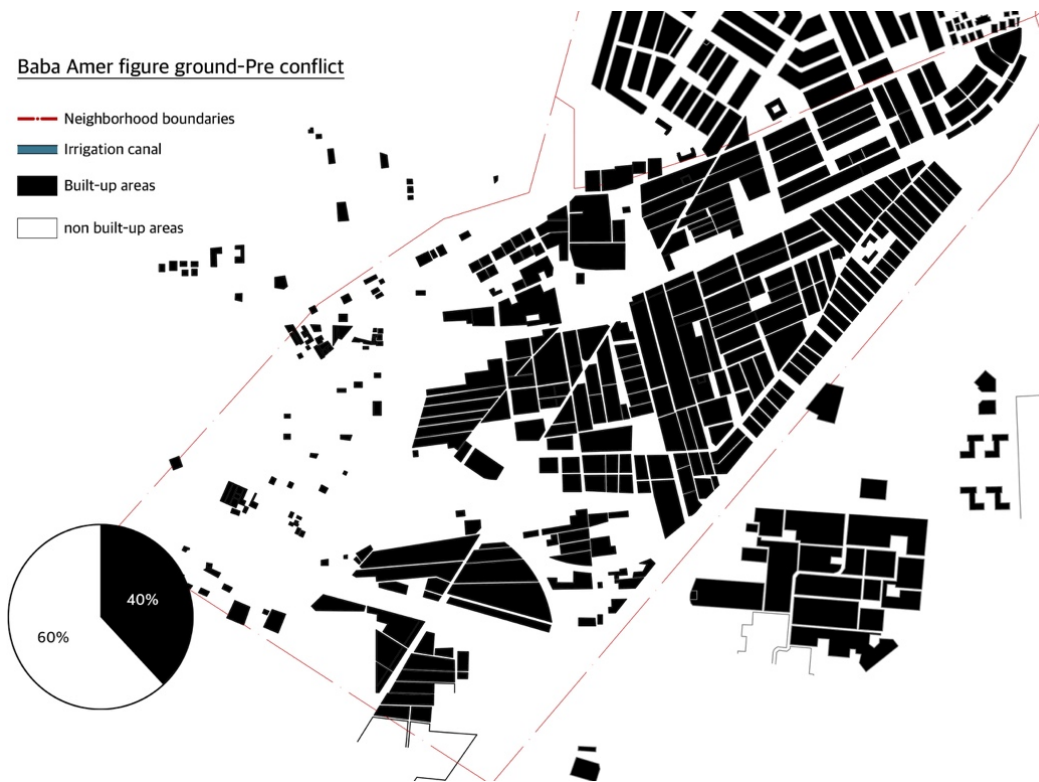 Baba Amer figure ground-Pre conflict
Neighborhood boundaries
Irrigation canal
Built-up areas
non built-up areas
40%
60%